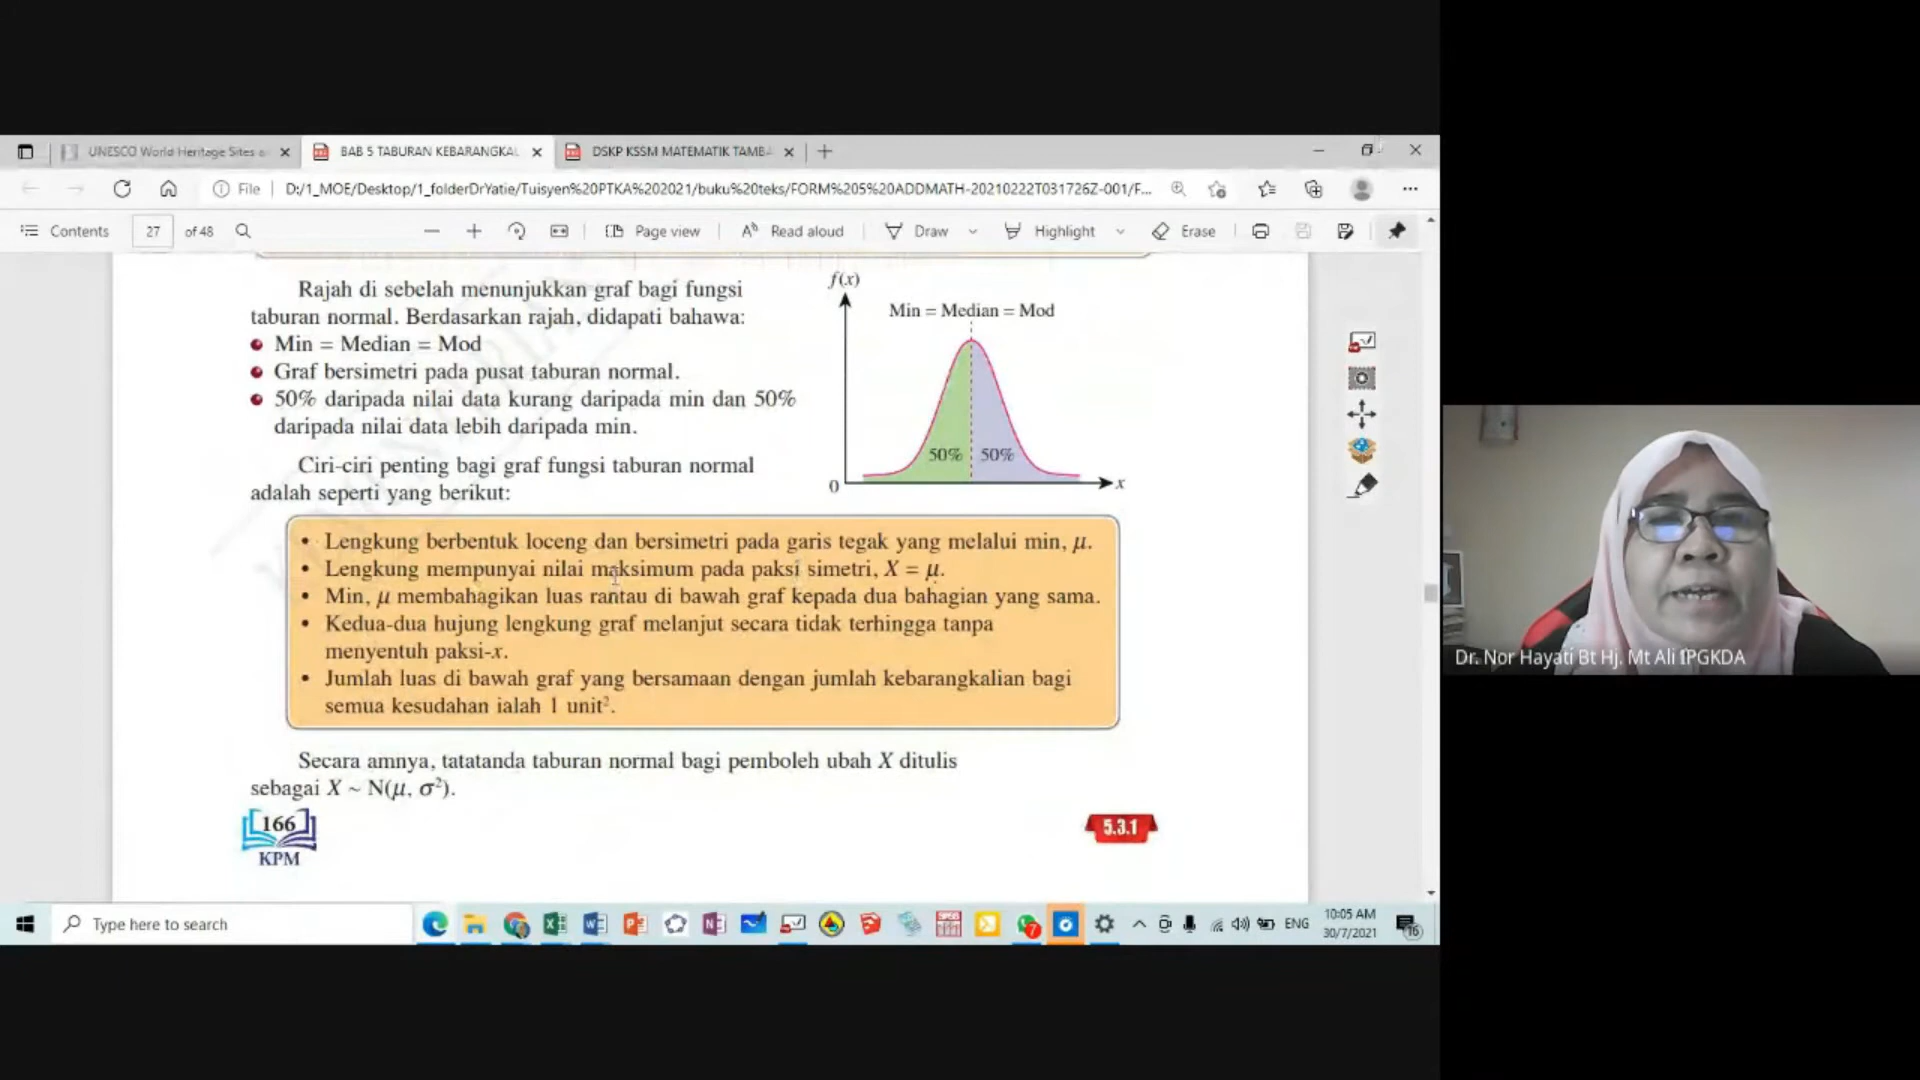 UNESCO World Heritage Sites
BAB 5 TABURAN KEBARANGKAL
DSKP KSSM MATEMATIK TAMBA
File
D:/1_MOE/Desktop/1_folderDrYatie/Tuisyen%20PTKA%202021/buku%20teks/FORM%205%20ADDMATH-20210222T031726Z-001/F...
Contents 27 of 48 Page view Read aloud Draw Highlight Erase
Rajah di sebelah menunjukkan graf bagi fungsi
taburan normal. Berdasarkan rajah, didapati bahawa:
• Min = Median = Mod
• Graf bersimetri pada pusat taburan normal.
• 50% daripada nilai data kurang daripada min dan 50%
daripada nilai data lebih daripada min.
Ciri-ciri penting bagi graf fungsi taburan normal
adalah seperti yang berikut:
f(x)
Min = Median = Mod
50% 50%
0
x
• Lengkung berbentuk loceng dan bersimetri pada garis tegak yang melalui min, μ.
• Lengkung mempunyai nilai maksimum pada paksi simetri, X = μ.
• Min, μ membahagikan luas rantau di bawah graf kepada dua bahagian yang sama.
• Kedua-dua hujung lengkung graf melanjut secara tidak terhingga tanpa
menyentuh paksi-x.
• Jumlah luas di bawah graf yang bersamaan dengan jumlah kebarangkalian bagi
semua kesudahan ialah 1 unit².
Secara amnya, tatatanda taburan normal bagi pemboleh ubah X ditulis
sebagai X ~ N(μ, σ²).
166
KPM
5.3.1
Dr. Nor Hayati Bt Hj. Mt Ali IPGKDA
Type here to search
7
ENG
10:05 AM
30/7/2021
16